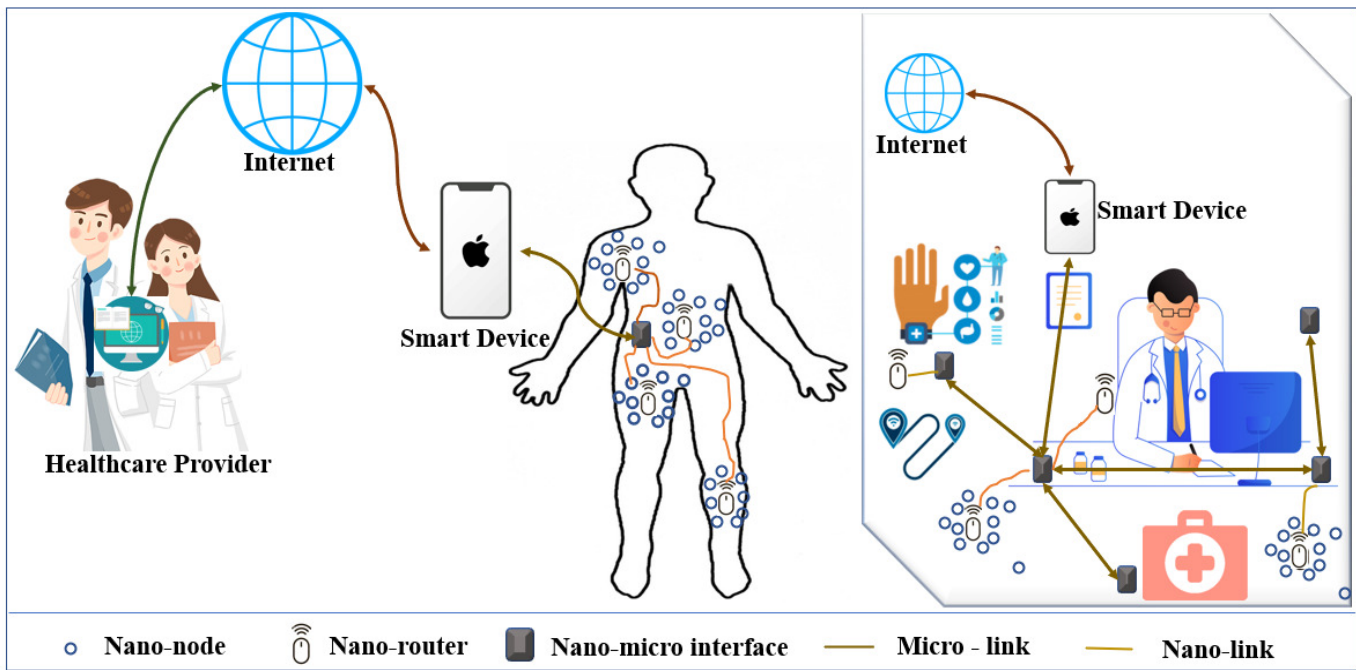 Internet
Smart Device
Healthcare Provider
Internet
Smart Device
Nano-node
Nano-router
Nano-micro interface
Micro - link
Nano-link